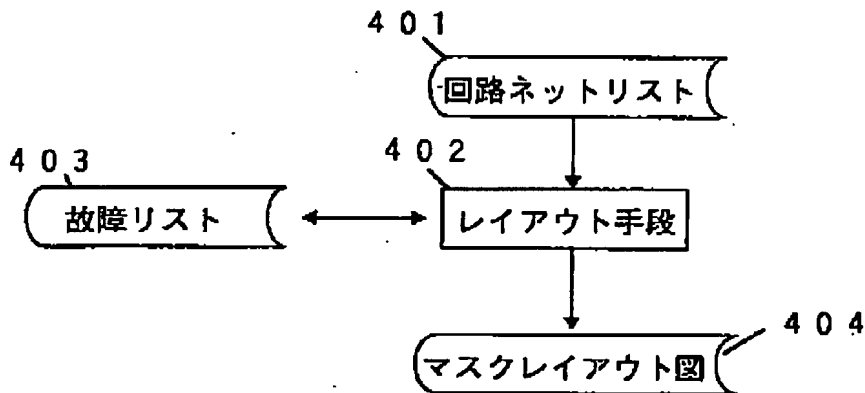 ４０１
回路ネットリスト
４０２
４０３
故障リスト
レイアウト手段
４０４
マスクレイアウト図